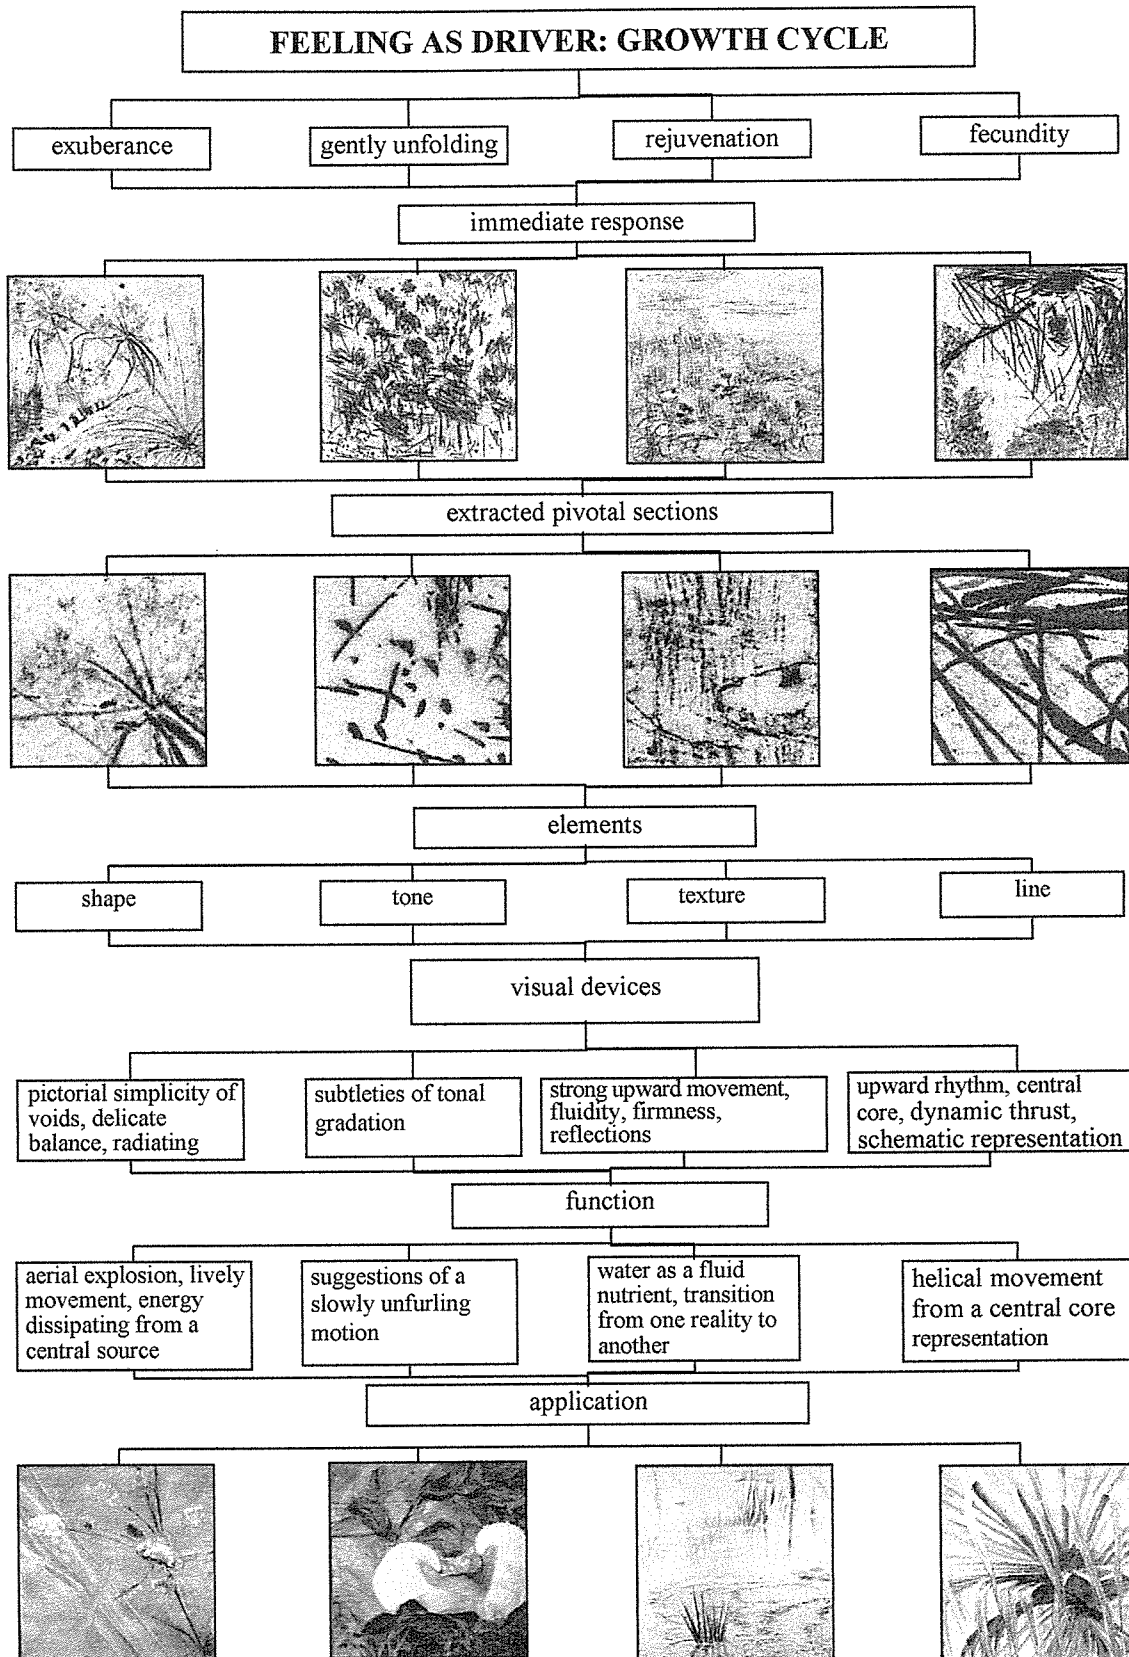 FEELING AS DRIVER: GROWTH CYCLE
exuberance
gently unfolding
rejuvenation
fecundity
immediate response
extracted pivotal sections
elements
shape
tone
texture
line
visual devices
pictorial simplicity of
voids, delicate
balance, radiating
subtleties of tonal
gradation
strong upward movement,
fluidity, firmness,
reflections
upward rhythm, central
core, dynamic thrust,
schematic representation
function
aerial explosion, lively
movement, energy
dissipating from a
central source
suggestions of a
slowly unfurling
motion
water as a fluid
nutrient, transition
from one reality to
another
helical movement
from a central core
representation
application